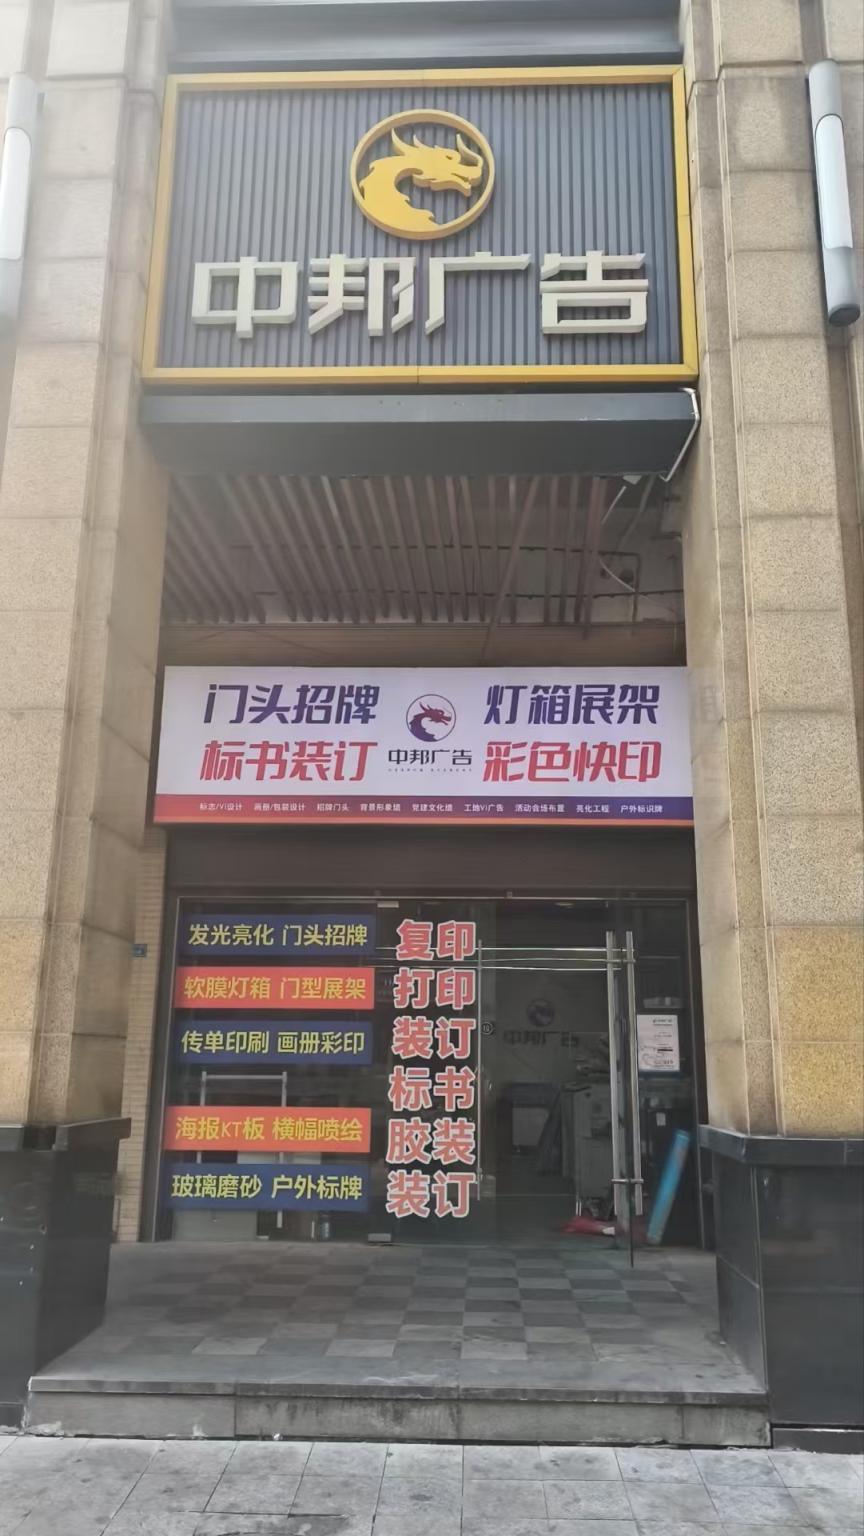 中邦广告
门头招牌 灯箱展架
标书装订 中邦广告 彩色快印
标志/VI设计 画册/包装设计 招牌门头 背景形象墙 党建文化墙 工地VI广告 活动会场布置 亮化工程 户外标识牌
发光亮化 门头招牌
软膜灯箱 门型展架
传单印刷 画册彩印
海报KT板 横幅喷绘
玻璃磨砂 户外标牌
复印
打印
装订
标书
胶装
装订
中邦广告